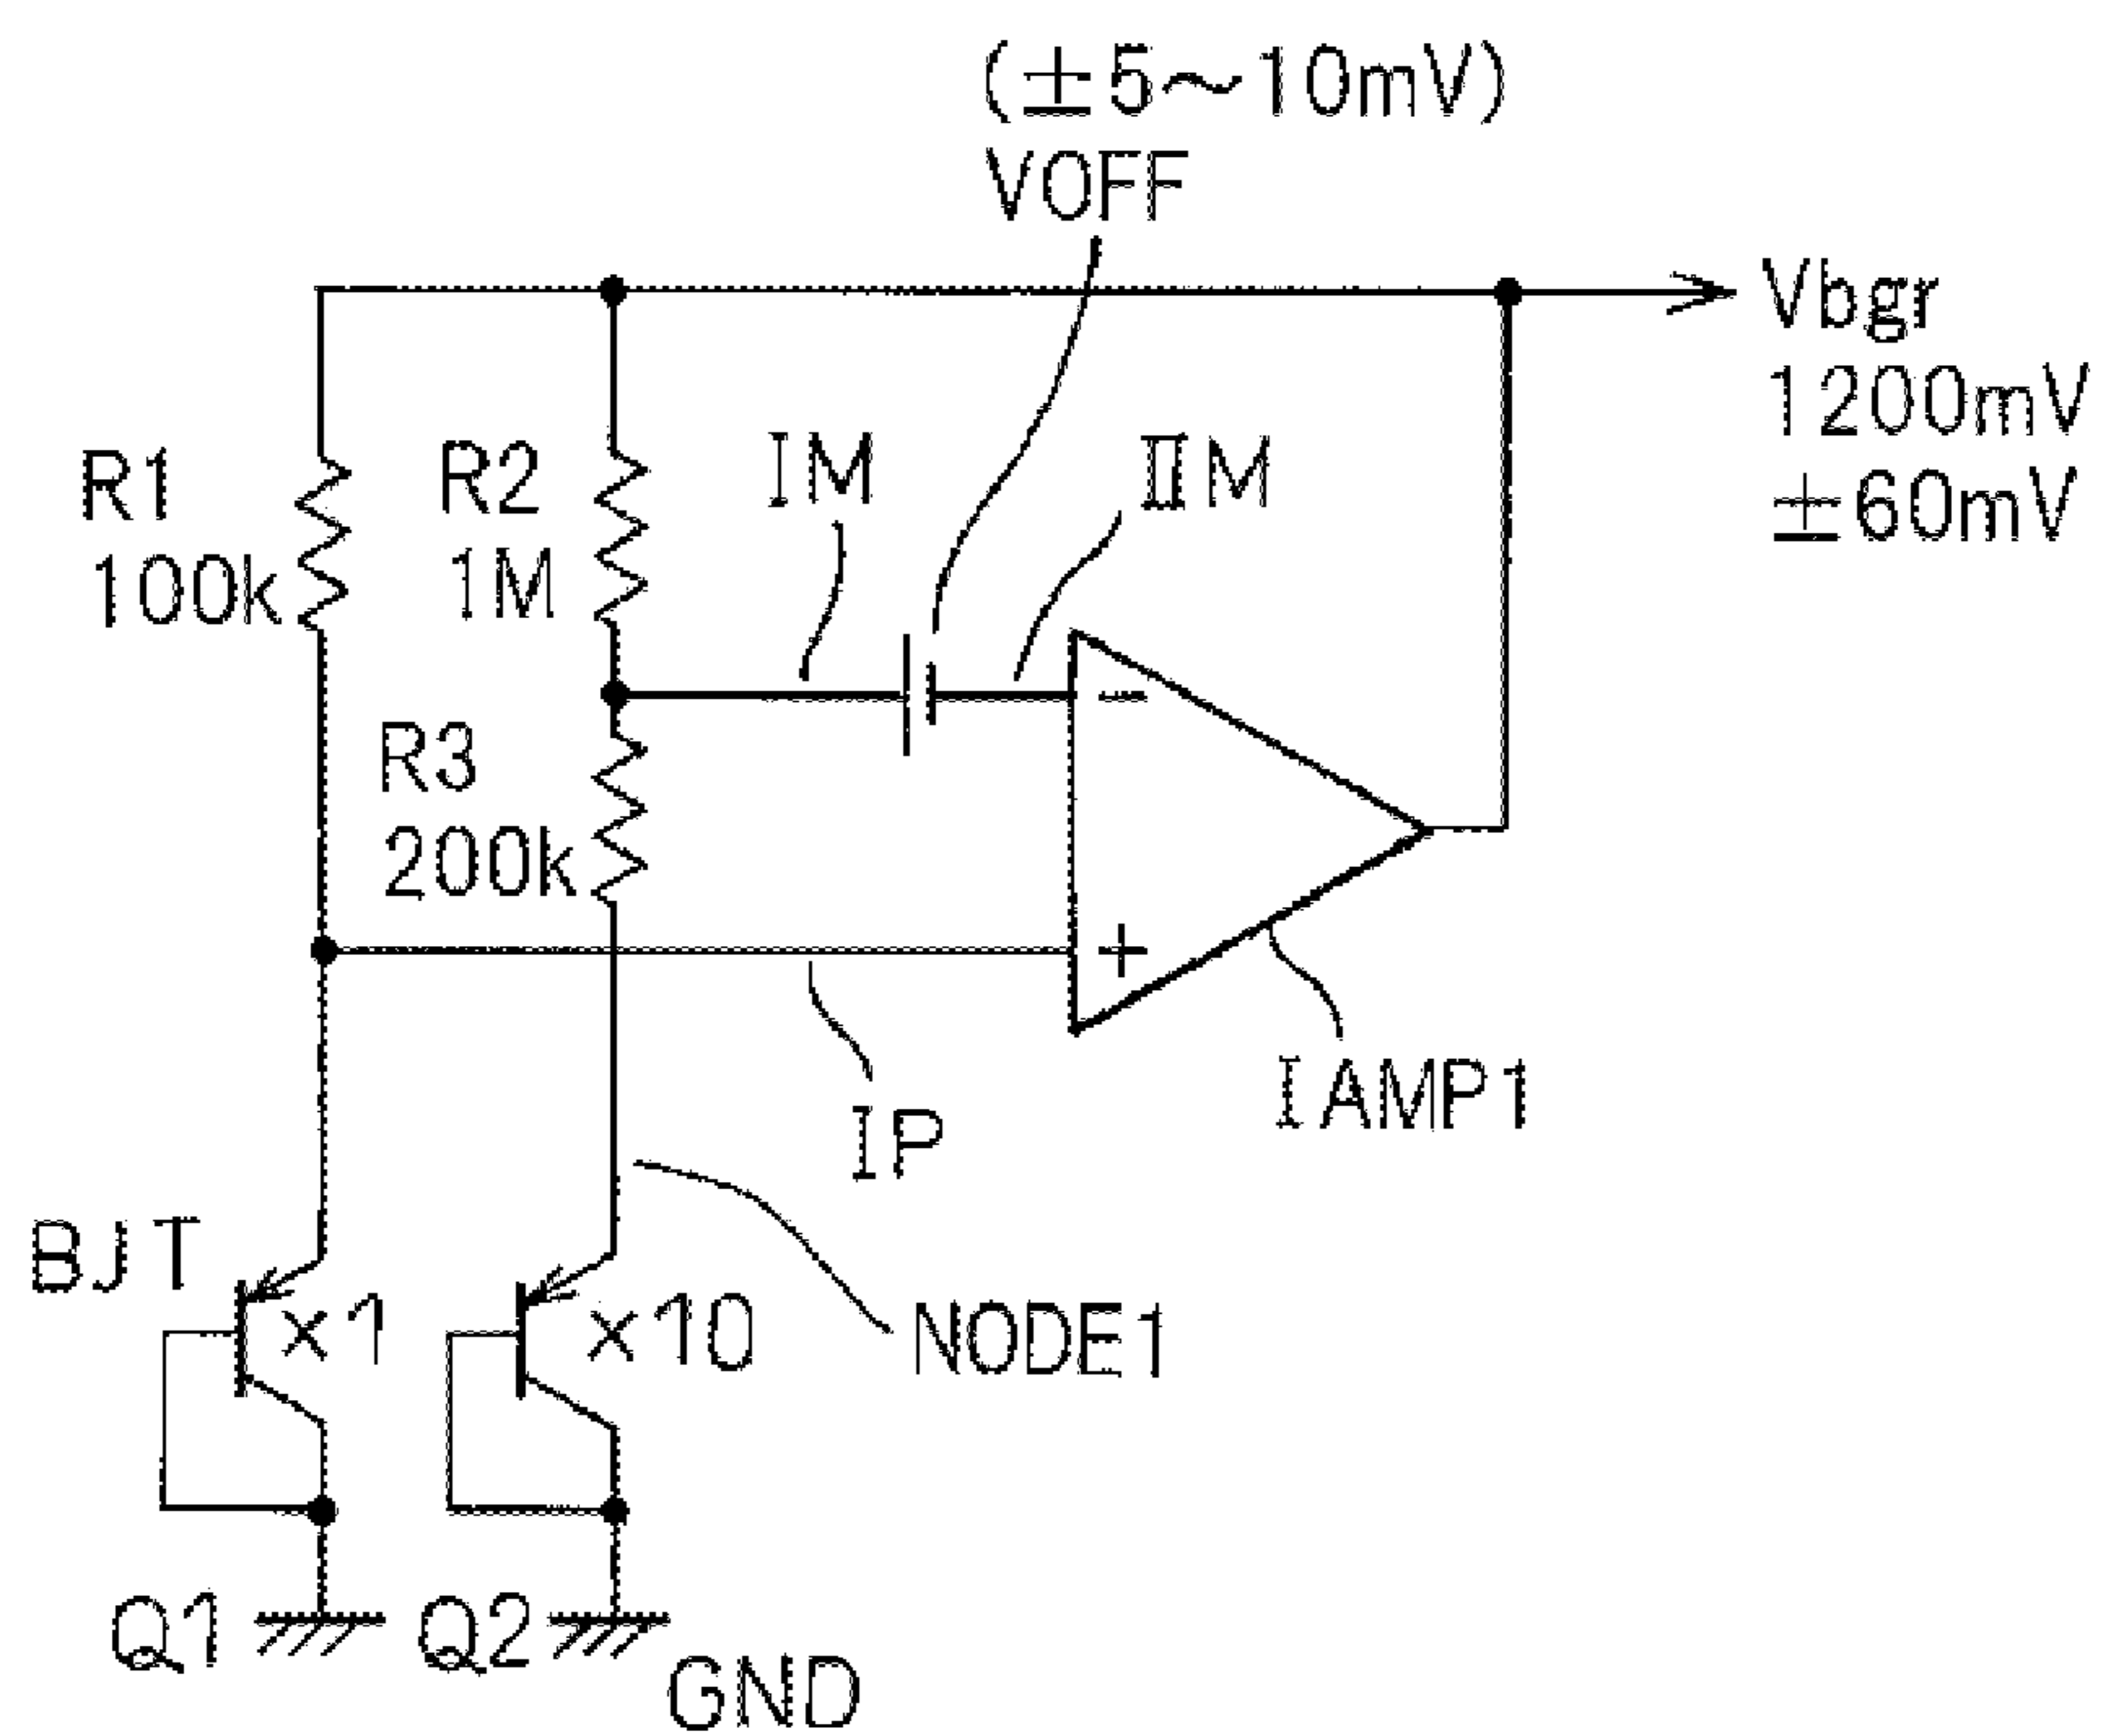 (±5~10mV)
VOFF
Vbgr
1200mV
±60mV
R1
100k
R2
1M
IM
IIM
R3
200k
-
+
IP
IAMP1
BJT
×1
×10
NODE1
Q1
Q2
GND